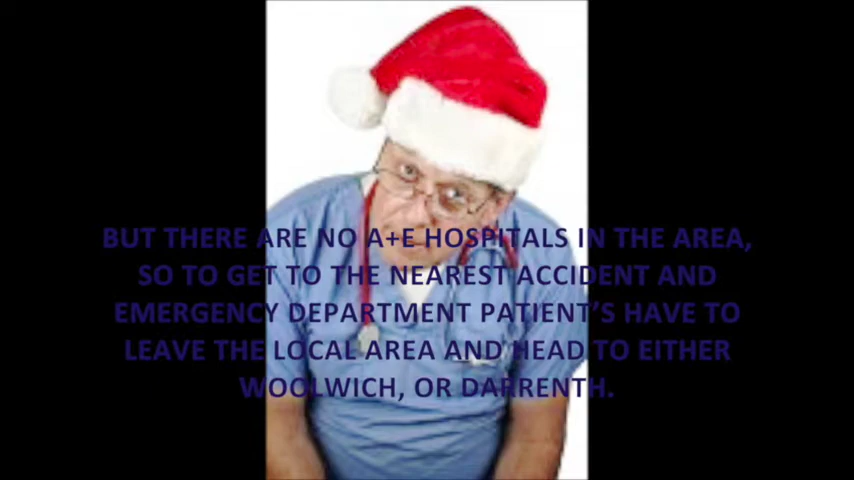 BUT THERE ARE NO A+E HOSPITALS IN THE AREA,
SO TO GET TO THE NEAREST ACCIDENT AND
EMERGENCY DEPARTMENT PATIENT'S HAVE TO
LEAVE THE LOCAL AREA AND HEAD TO EITHER
WOOLWICH, OR DARRENTH.